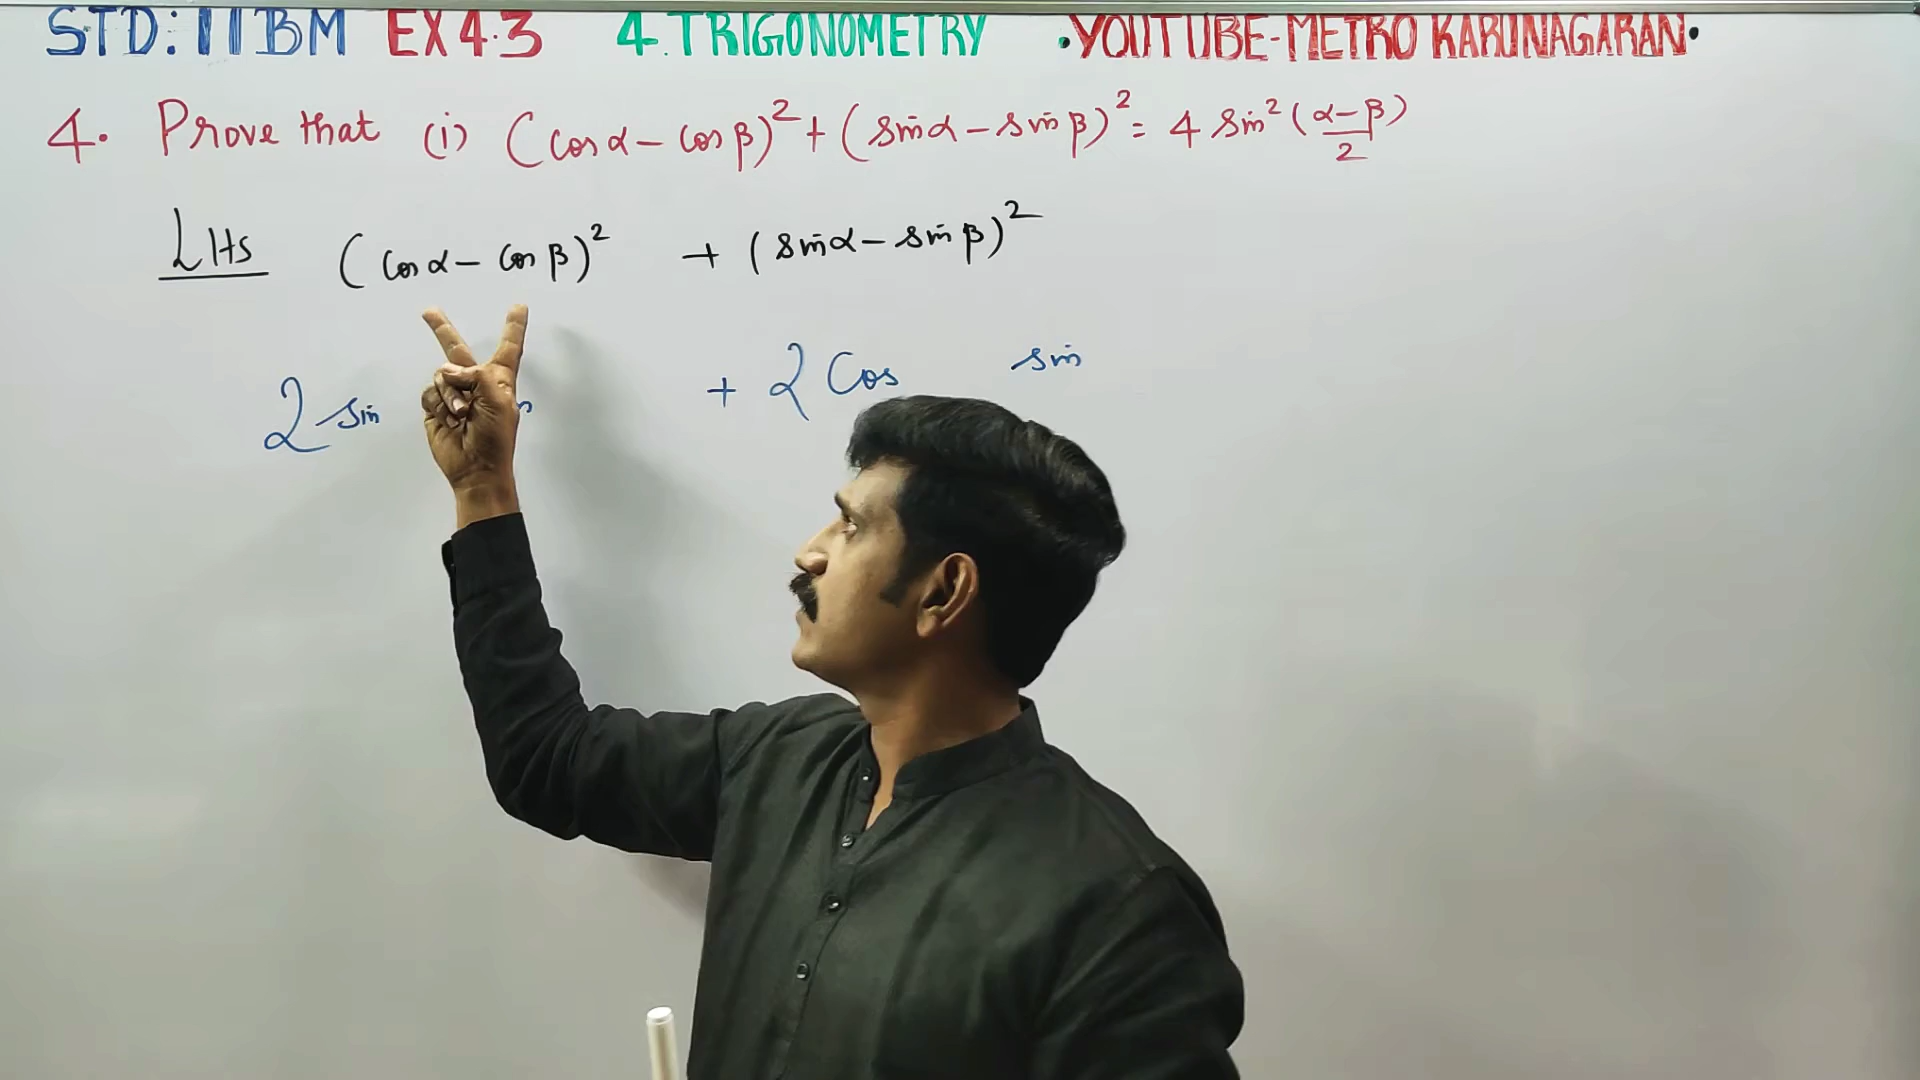 STD: 11 BM EX 4.3 4. TRIGONOMETRY •YOUTUBE-METRO KARUNAGARAN•
4. Prove that (i) (cos α - cos β)² + (sin α - sin β)² = 4 sin² (α-β)/2
LHS (cos α - cos β)² + (sin α - sin β)²
2 sin + 2 Cos sin